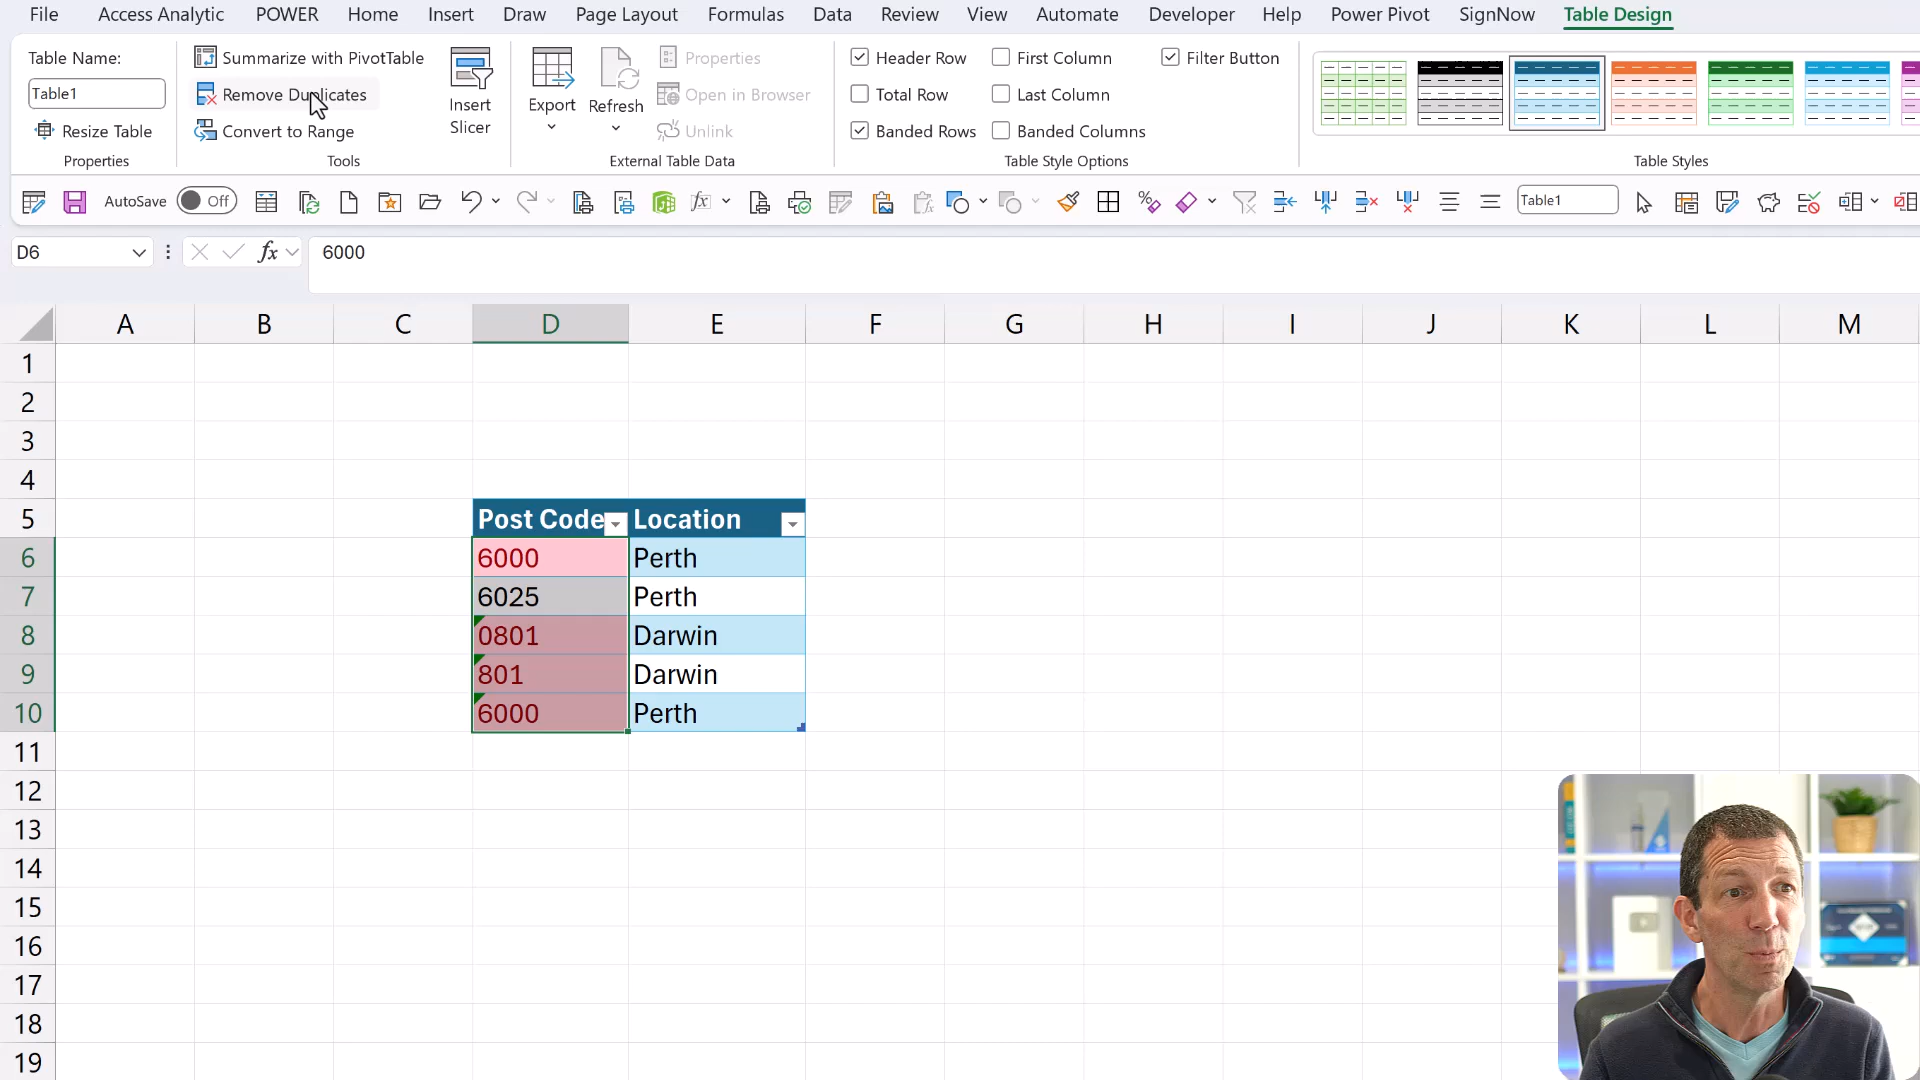 File Access Analytic POWER Home Insert Draw Page Layout Formulas Data Review View Automate Developer Help Power Pivot SignNow Table Design
Table Name:
Table1
Resize Table
Properties
Summarize with PivotTable
Remove Duplicates
Convert to Range
Tools
Insert
Slicer
Export
Refresh
Properties
Open in Browser
Unlink
External Table Data
Header Row
First Column
Filter Button
Total Row
Last Column
Banded Rows
Banded Columns
Table Style Options
Table Styles
AutoSave Off
fx
Table1
D6
fx
6000
A B C D E F G H I J K L M
1
2
3
4
5 Post Code Location
6 6000 Perth
7 6025 Perth
8 0801 Darwin
9 801 Darwin
10 6000 Perth
11
12
13
14
15
16
17
18
19